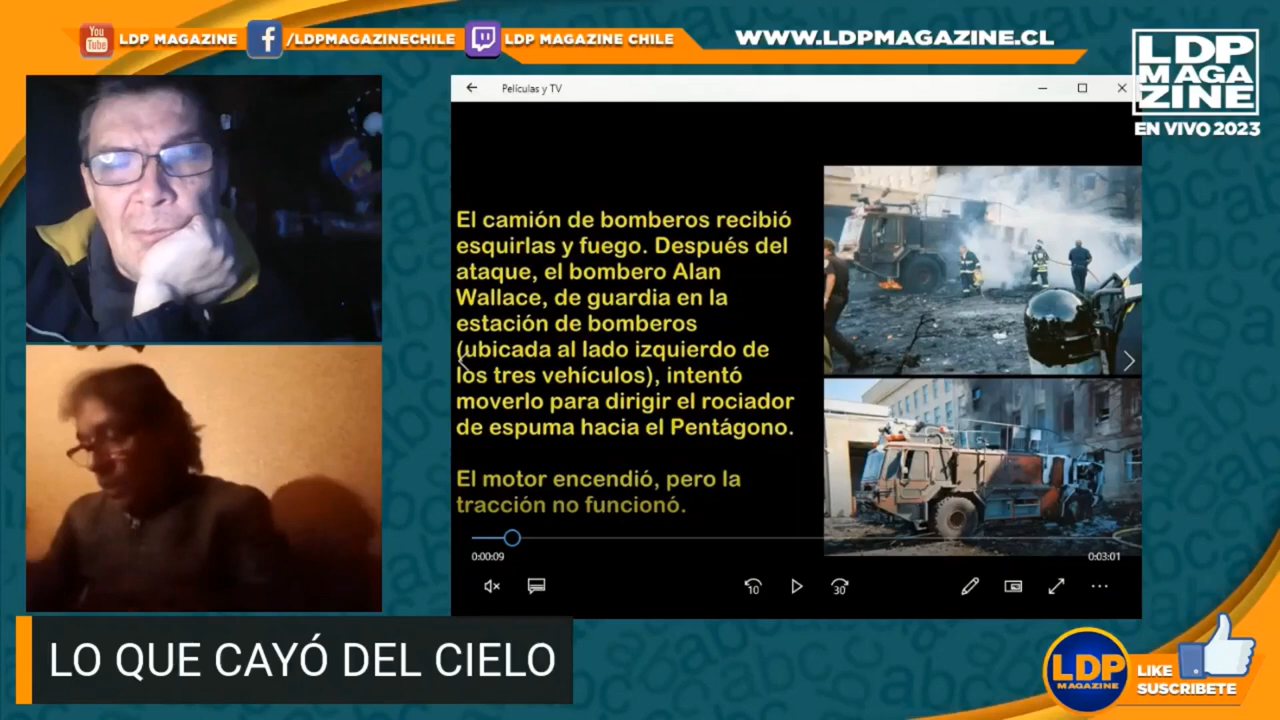 You
Tube
LDP MAGAZINE
f
/LDPMAGAZINECHILE
LDP MAGAZINE CHILE
WWW.LDPMAGAZINE.CL
LDP
MAGA
ZINE
EN VIVO 2023
Películas y TV
El camión de bomberos recibió
esquirlas y fuego. Después del
ataque, el bombero Alan
Wallace, de guardia en la
estación de bomberos
(ubicada al lado izquierdo de
los tres vehículos), intentó
moverlo para dirigir el rociador
de espuma hacia el Pentágono.
El motor encendió, pero la
tracción no funcionó.
0:00:09
0:03:01
10
30
LO QUE CAYÓ DEL CIELO
LDP
MAGAZINE
LIKE
SUSCRIBETE